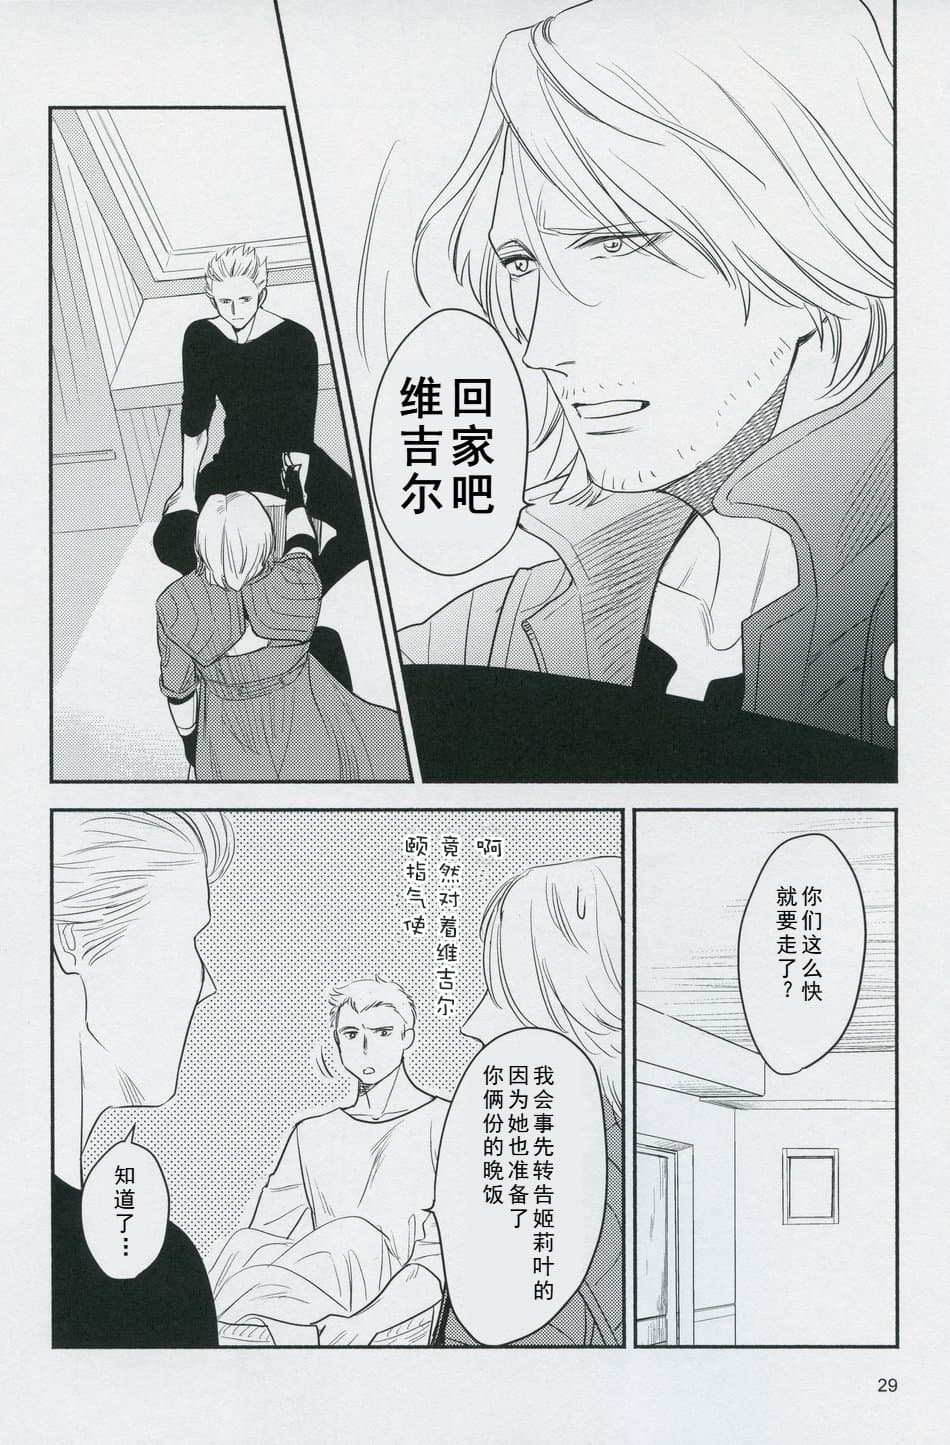 回家吧
维吉尔
你们这么快
就要走了？
啊
竟然对着维吉尔
颐指气使
我会事先转告姬莉叶的
因为她也准备了
你俩份的晚饭
知道了…
29